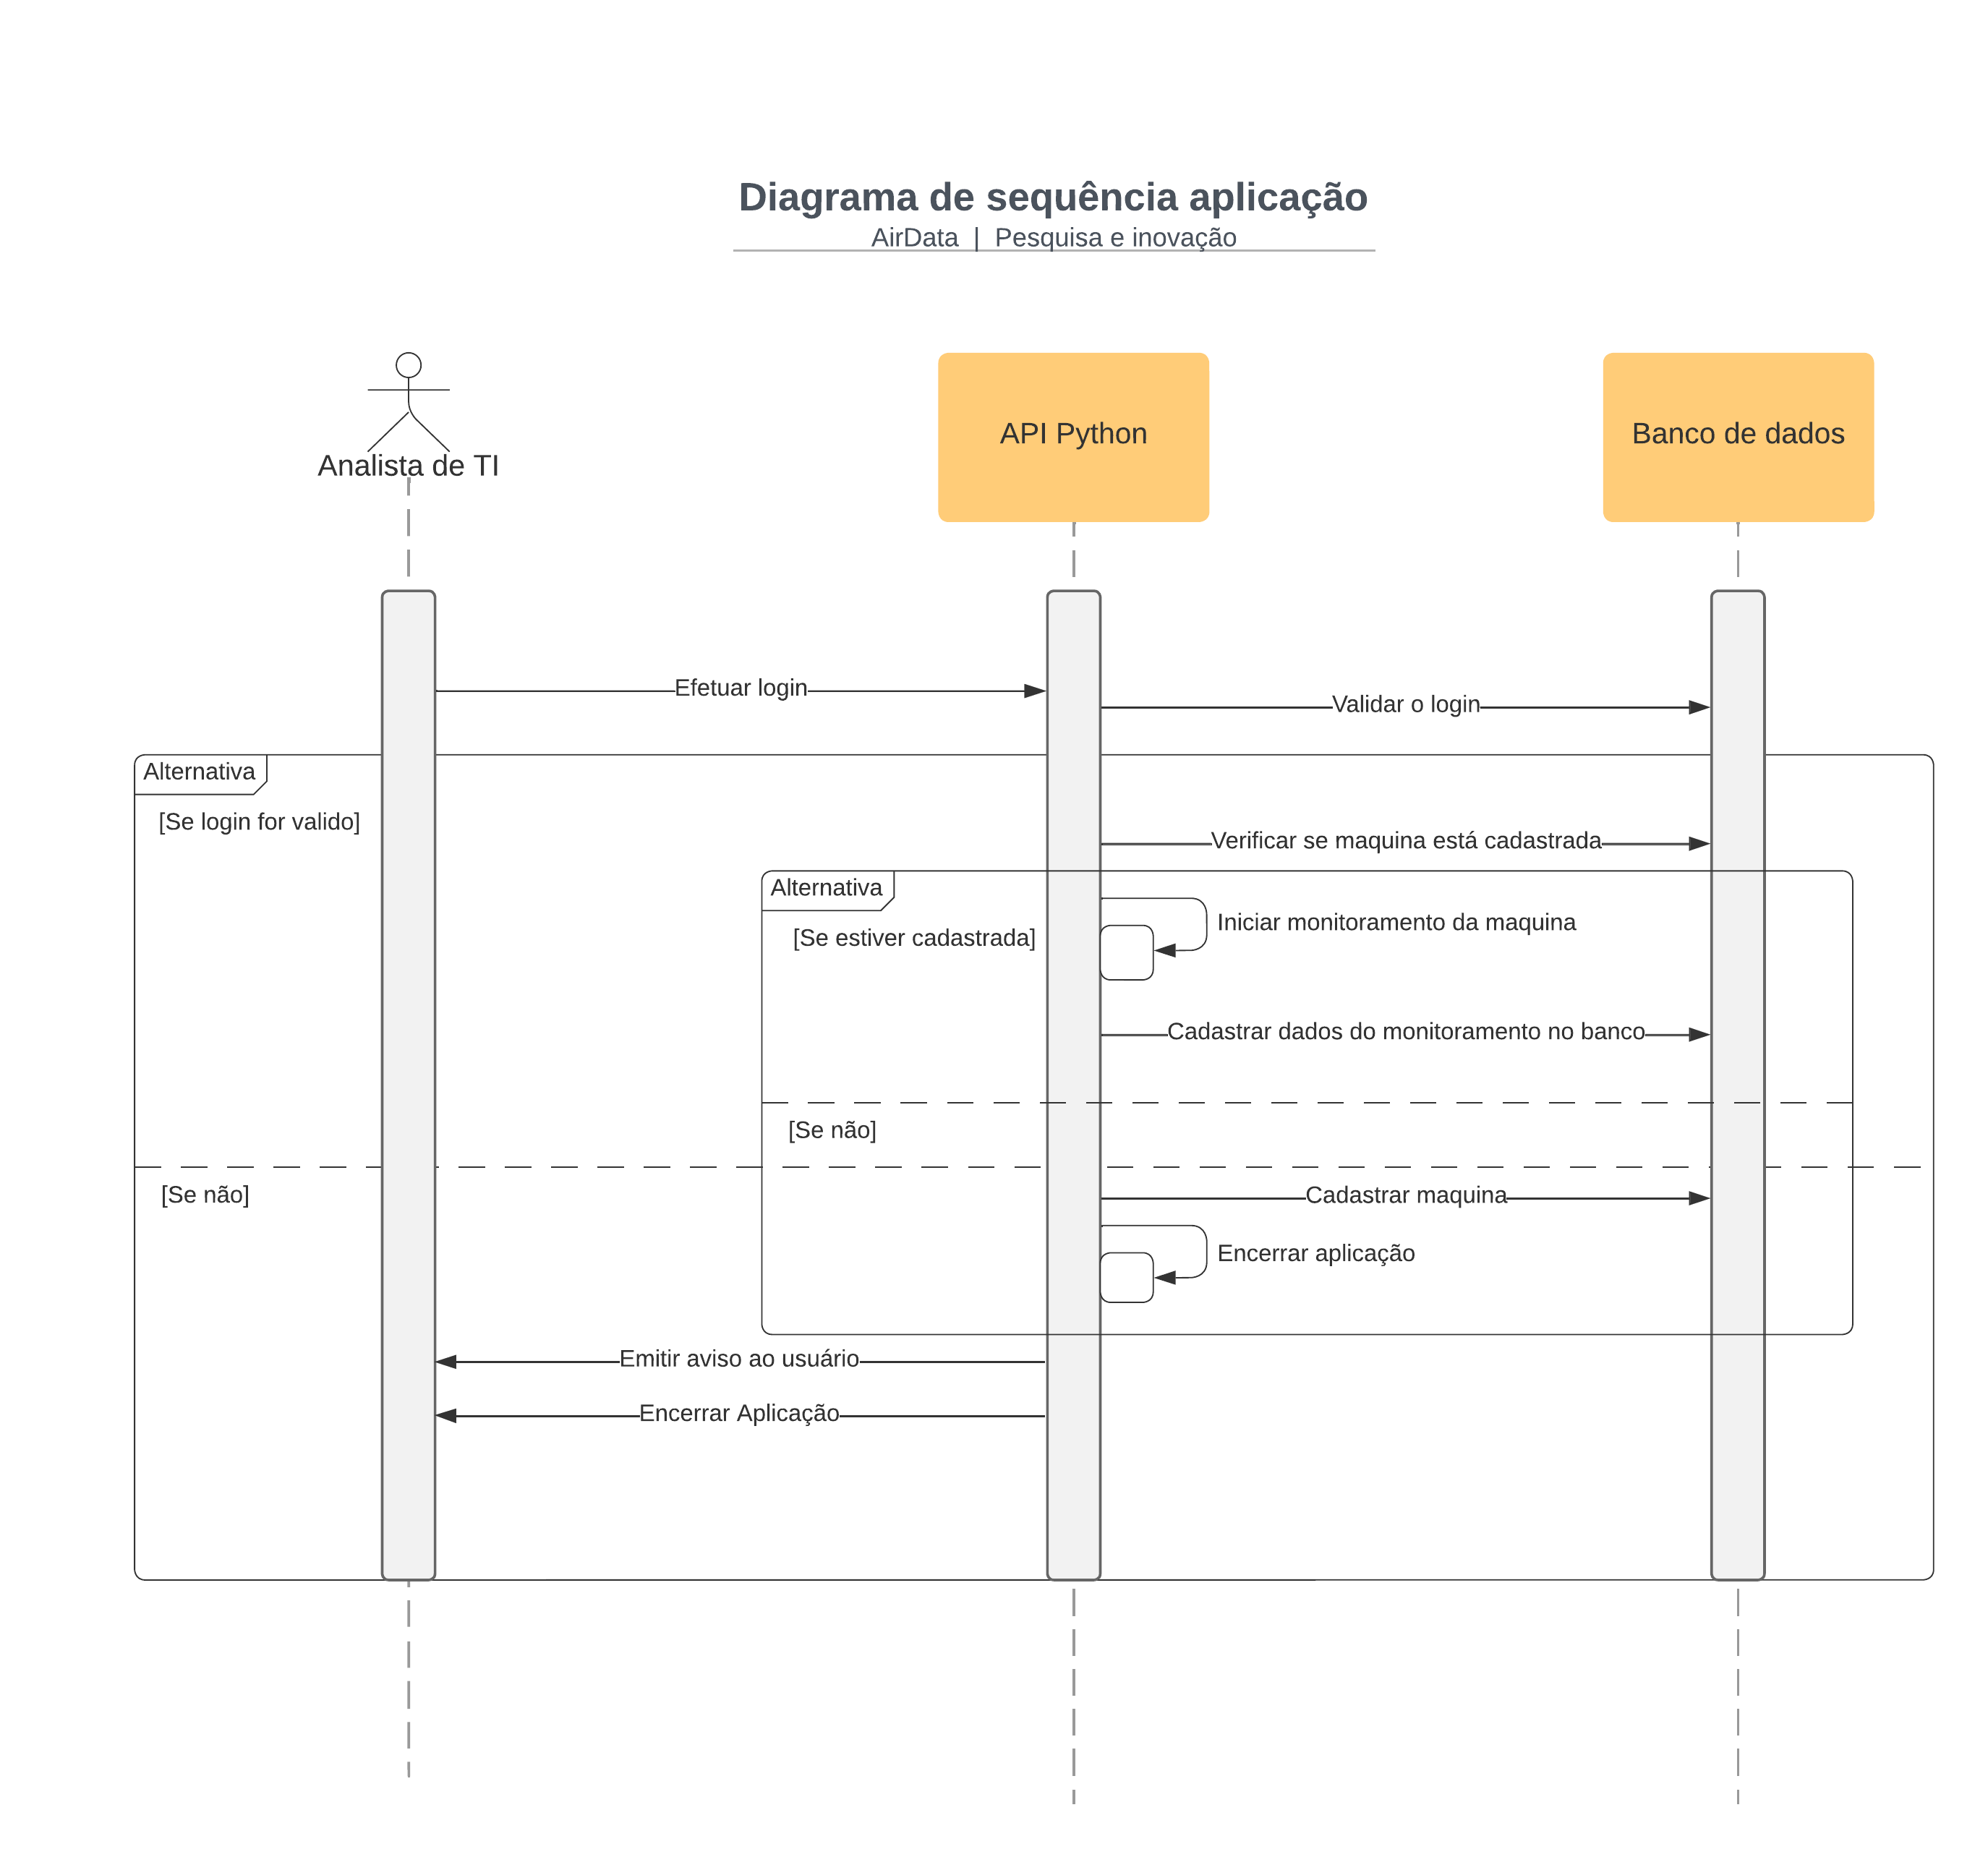 Diagrama de sequência aplicação
AirData | Pesquisa e inovação
Analista de TI
API Python
Banco de dados
Efetuar login
Validar o login
Alternativa
[Se login for valido]
Verificar se maquina está cadastrada
Alternativa
[Se estiver cadastrada]
Iniciar monitoramento da maquina
Cadastrar dados do monitoramento no banco
[Se não]
[Se não]
Cadastrar maquina
Encerrar aplicação
Emitir aviso ao usuário
Encerrar Aplicação